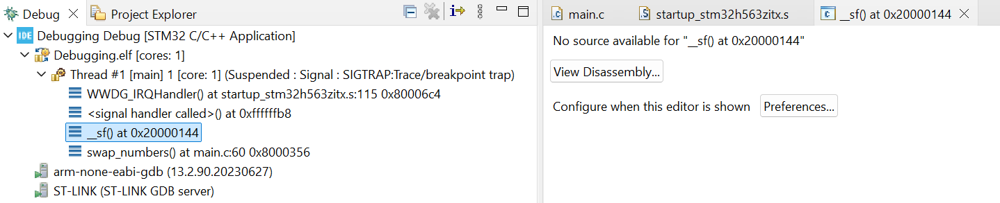 Debug Project Explorer
IDE Debugging Debug [STM32 C/C++ Application]
Debugging.elf [cores: 1]
Thread #1 [main] 1 [core: 1] (Suspended : Signal : SIGTRAP:Trace/breakpoint trap)
WWDG_IRQHandler() at startup_stm32h563zitx.s:115 0x80006c4
<signal handler called>() at 0xffffffb8
__sf() at 0x20000144
swap_numbers() at main.c:60 0x8000356
arm-none-eabi-gdb (13.2.90.20230627)
ST-LINK (ST-LINK GDB server)
main.c startup_stm32h563zitx.s __sf() at 0x20000144
No source available for "__sf() at 0x20000144"
View Disassembly...
Configure when this editor is shown Preferences...